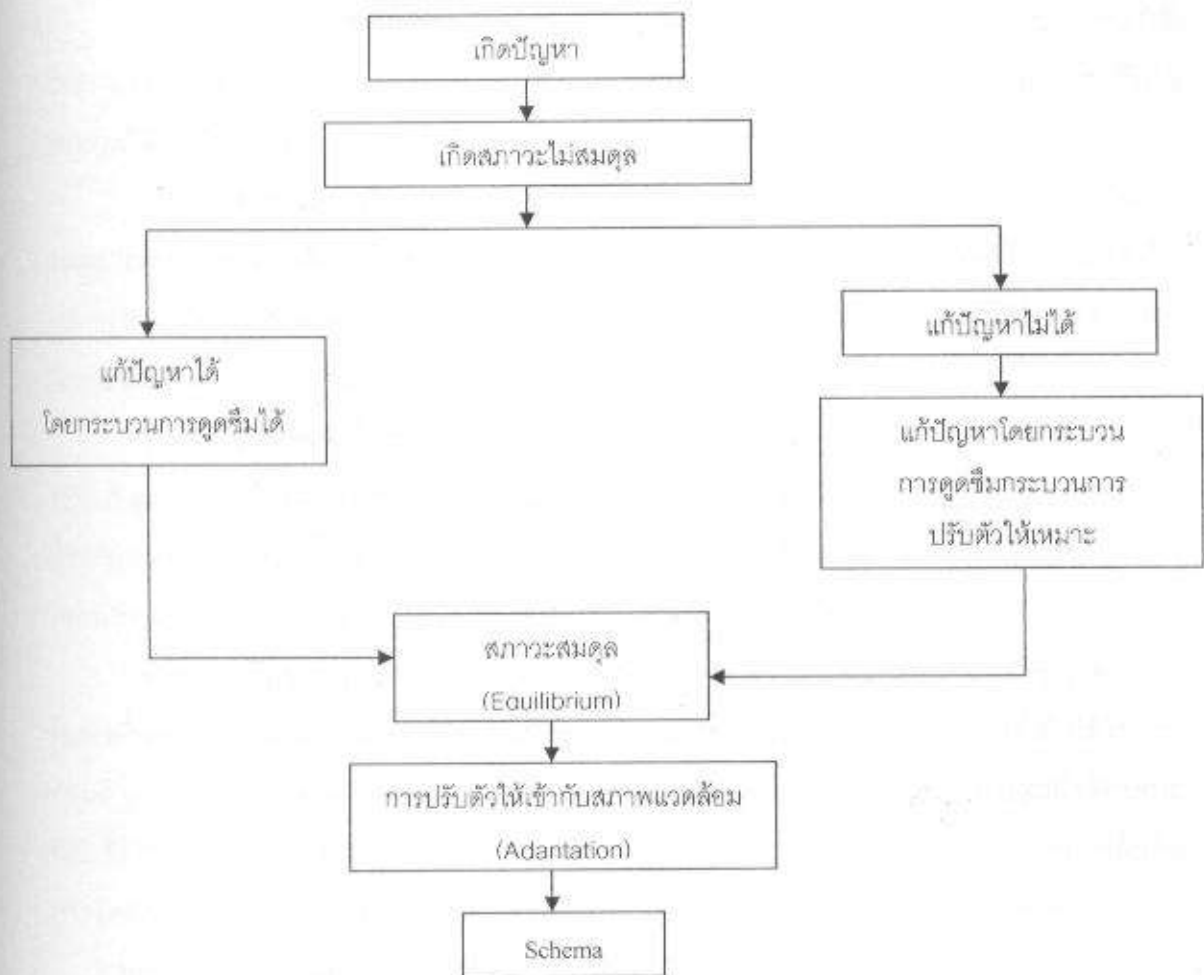 เกิดปัญหา
เกิดสภาวะไม่สมดุล
แก้ปัญหาได้
โดยกระบวนการดูดซึมได้
แก้ปัญหาไม่ได้
แก้ปัญหาโดยกระบวน
การดูดซึมกระบวนการ
ปรับตัวให้เหมาะ
สภาวะสมดุล
(Equilibrium)
การปรับตัวให้เข้ากับสภาพแวดล้อม
(Adantation)
Schema